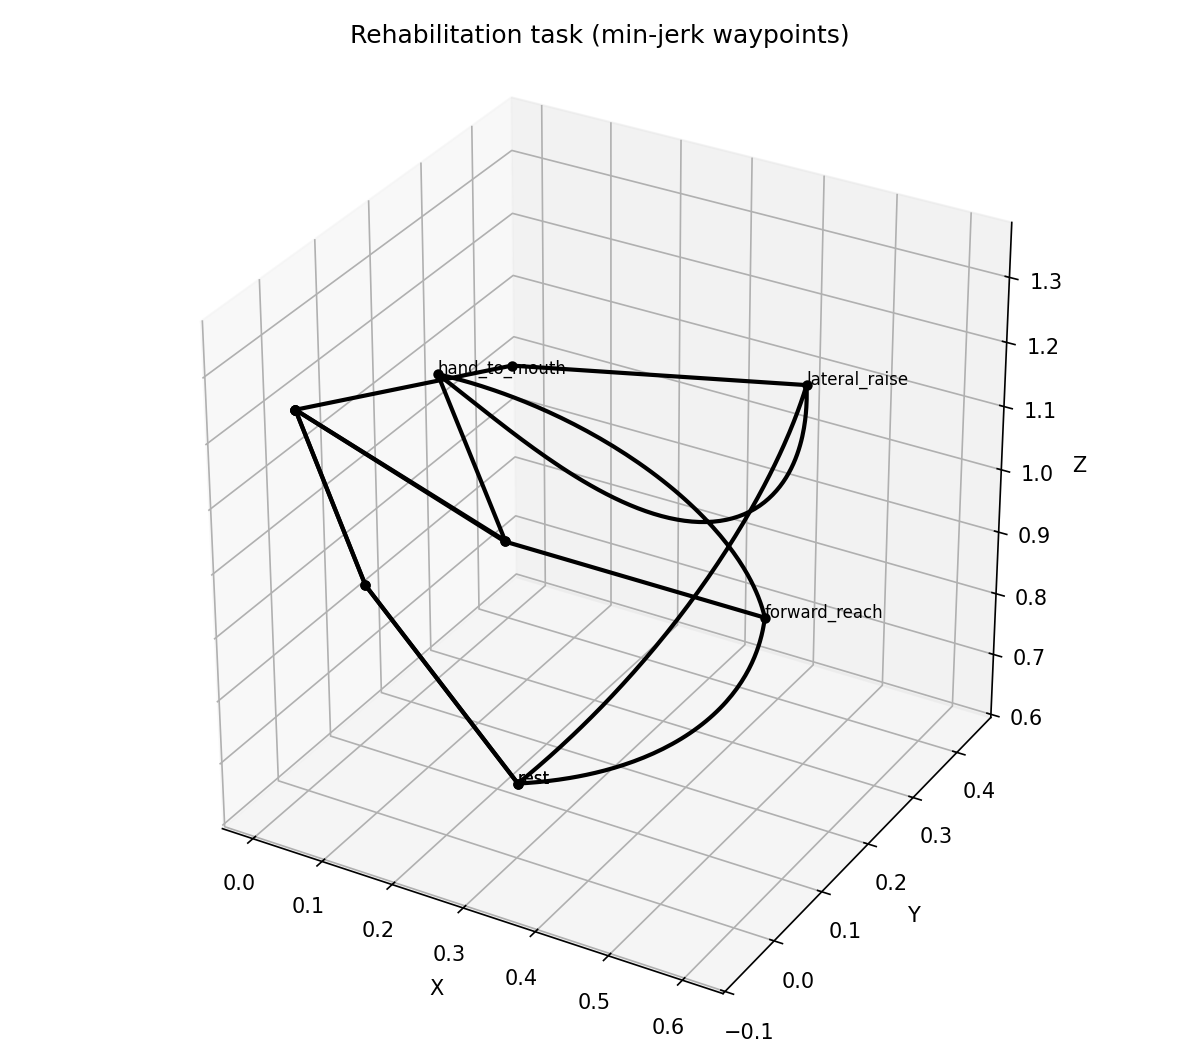 Rehabilitation task (min-jerk waypoints)
hand_to_mouth
lateral_raise
forward_reach
rest
1.3
1.2
1.1
1.0
0.9
0.8
0.7
0.6
Z
0.4
0.3
0.2
0.1
0.0
−0.1
Y
0.0
0.1
0.2
0.3
0.4
0.5
0.6
X